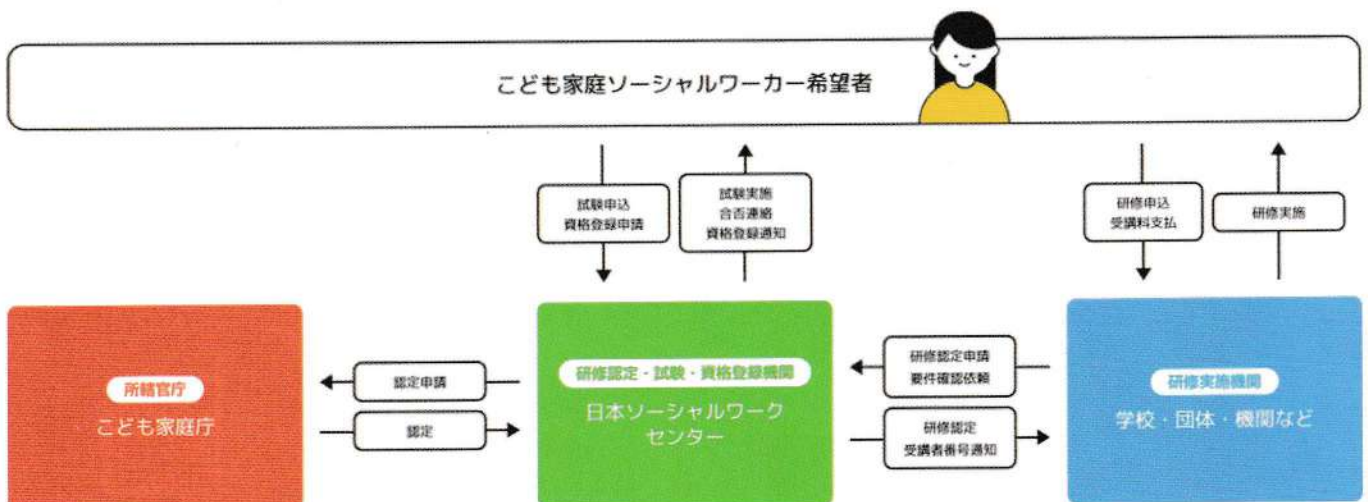 こども家庭ソーシャルワーカー希望者
試験申込
資格登録申請
試験実施
合否連絡
資格登録通知
研修申込
受講料支払
研修実施
所轄官庁
こども家庭庁
認定申請
認定
研修認定・試験・資格登録機関
日本ソーシャルワーク
センター
研修認定申請
要件確認依頼
研修認定
受講者番号通知
研修実施機関
学校・団体・機関など